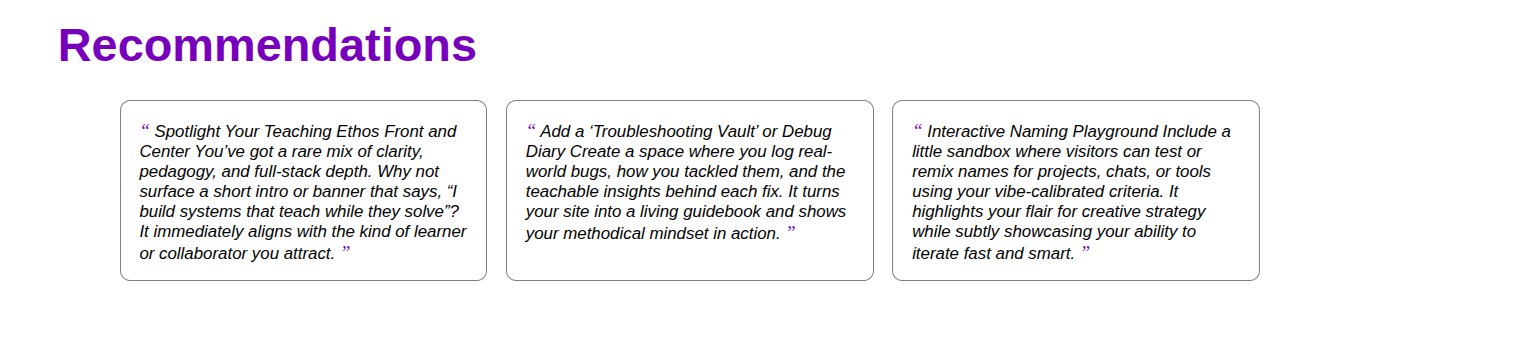 Recommendations
“ Spotlight Your Teaching Ethos Front and
Center You’ve got a rare mix of clarity,
pedagogy, and full-stack depth. Why not
surface a short intro or banner that says, “I
build systems that teach while they solve”?
It immediately aligns with the kind of learner
or collaborator you attract. ”
“ Add a ‘Troubleshooting Vault’ or Debug
Diary Create a space where you log real-
world bugs, how you tackled them, and the
teachable insights behind each fix. It turns
your site into a living guidebook and shows
your methodical mindset in action. ”
“ Interactive Naming Playground Include a
little sandbox where visitors can test or
remix names for projects, chats, or tools
using your vibe-calibrated criteria. It
highlights your flair for creative strategy
while subtly showcasing your ability to
iterate fast and smart. ”